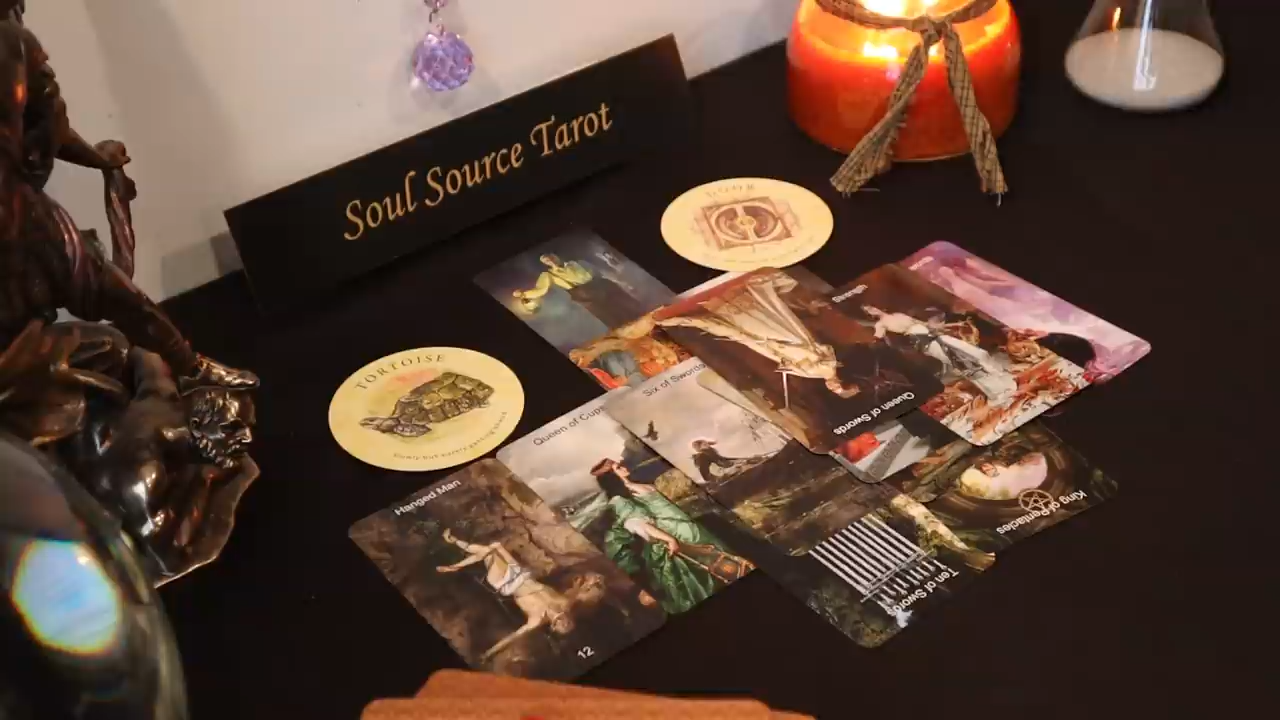 Soul Source Tarot
TORTOISE
Strength
Six of Swords
Queen of Cups
Queen of Swords
Hanged Man
King of Pentacles
Ten of Swords
12